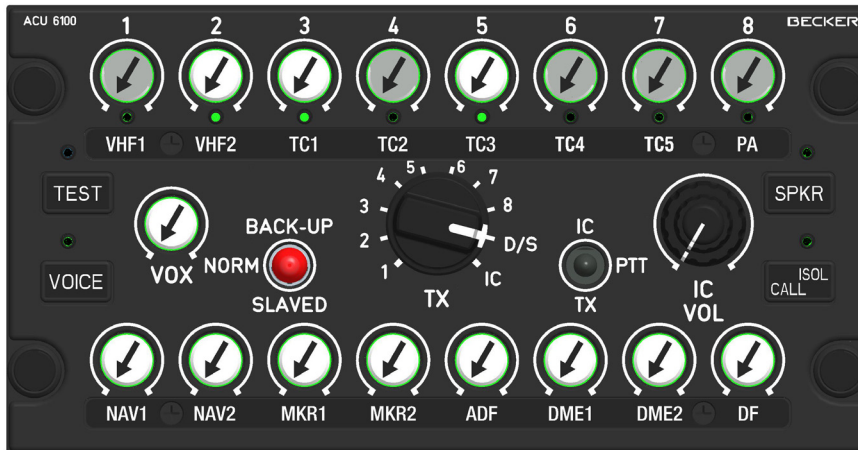 ACU 6100
BECKER
1 2 3 4 5 6 7 8
VHF1 VHF2 TC1 TC2 TC3 TC4 TC5 PA
TEST
VOICE
VOX
BACK-UP
NORM
SLAVED
1 2 3 4 5 6 7 8 D/S IC
TX
IC
PTT
TX
IC
VOL
SPKR
ISOL
CALL
NAV1 NAV2 MKR1 MKR2 ADF DME1 DME2 DF